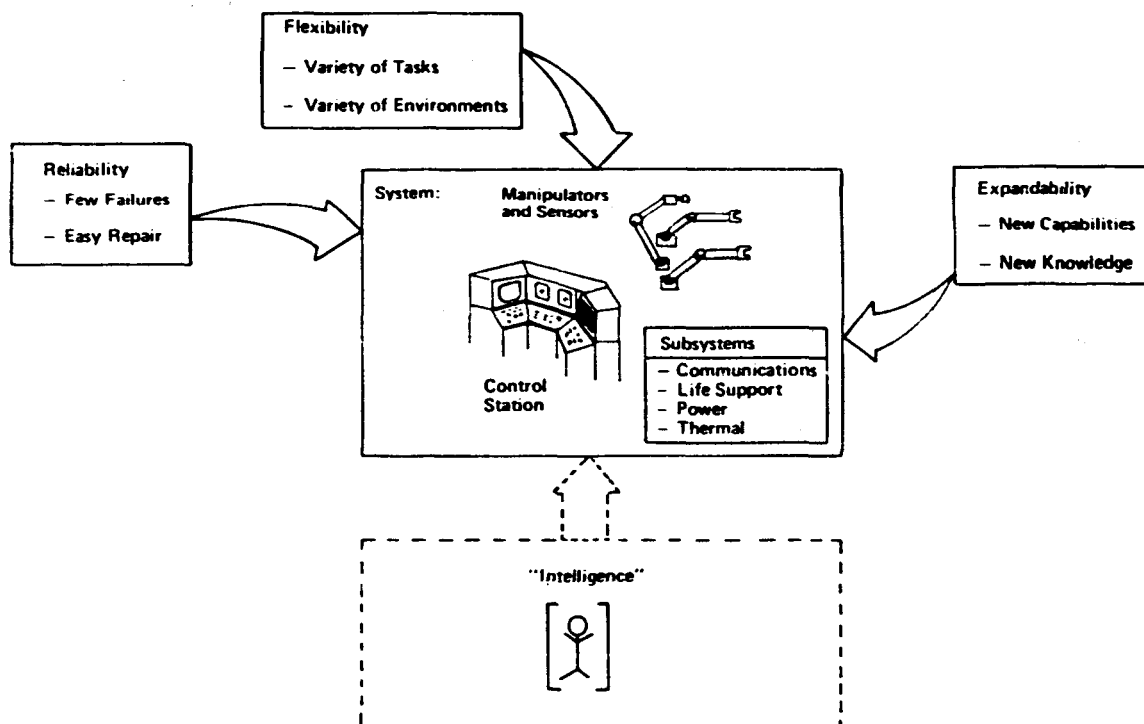 Flexibility
– Variety of Tasks
– Variety of Environments
Reliability
– Few Failures
– Easy Repair
Expandability
– New Capabilities
– New Knowledge
System:
Manipulators
and Sensors
Control
Station
Subsystems
– Communications
– Life Support
– Power
– Thermal
"Intelligence"